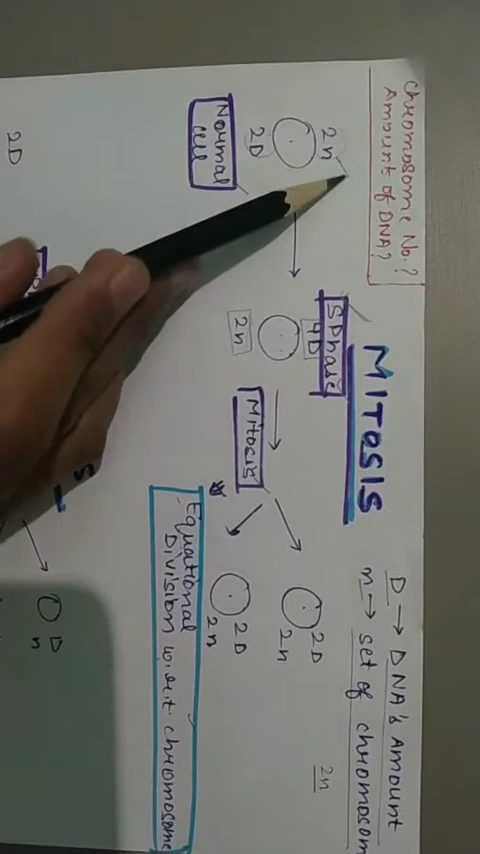 Chromosome No.?
Amount of DNA?
MITOSIS
D → DNA's Amount
n → set of chromosom
2n
2D
Normal
cell
S Phase
4D
2n
Mitosis
2D
2n
2D
2n
2n
Equational
Division w.r.t. chromosome
2D
S
D
n